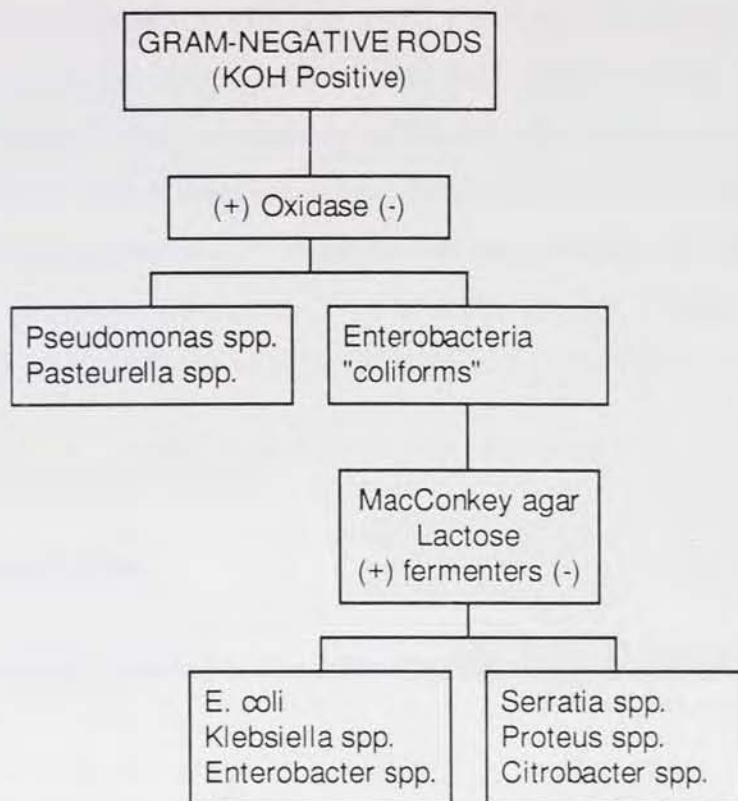 GRAM-NEGATIVE RODS
(KOH Positive)
(+) Oxidase (-)
Pseudomonas spp.
Pasteurella spp.
Enterobacteria
"coliforms"
MacConkey agar
Lactose
(+) fermenters (-)
E. coli
Klebsiella spp.
Enterobacter spp.
Serratia spp.
Proteus spp.
Citrobacter spp.